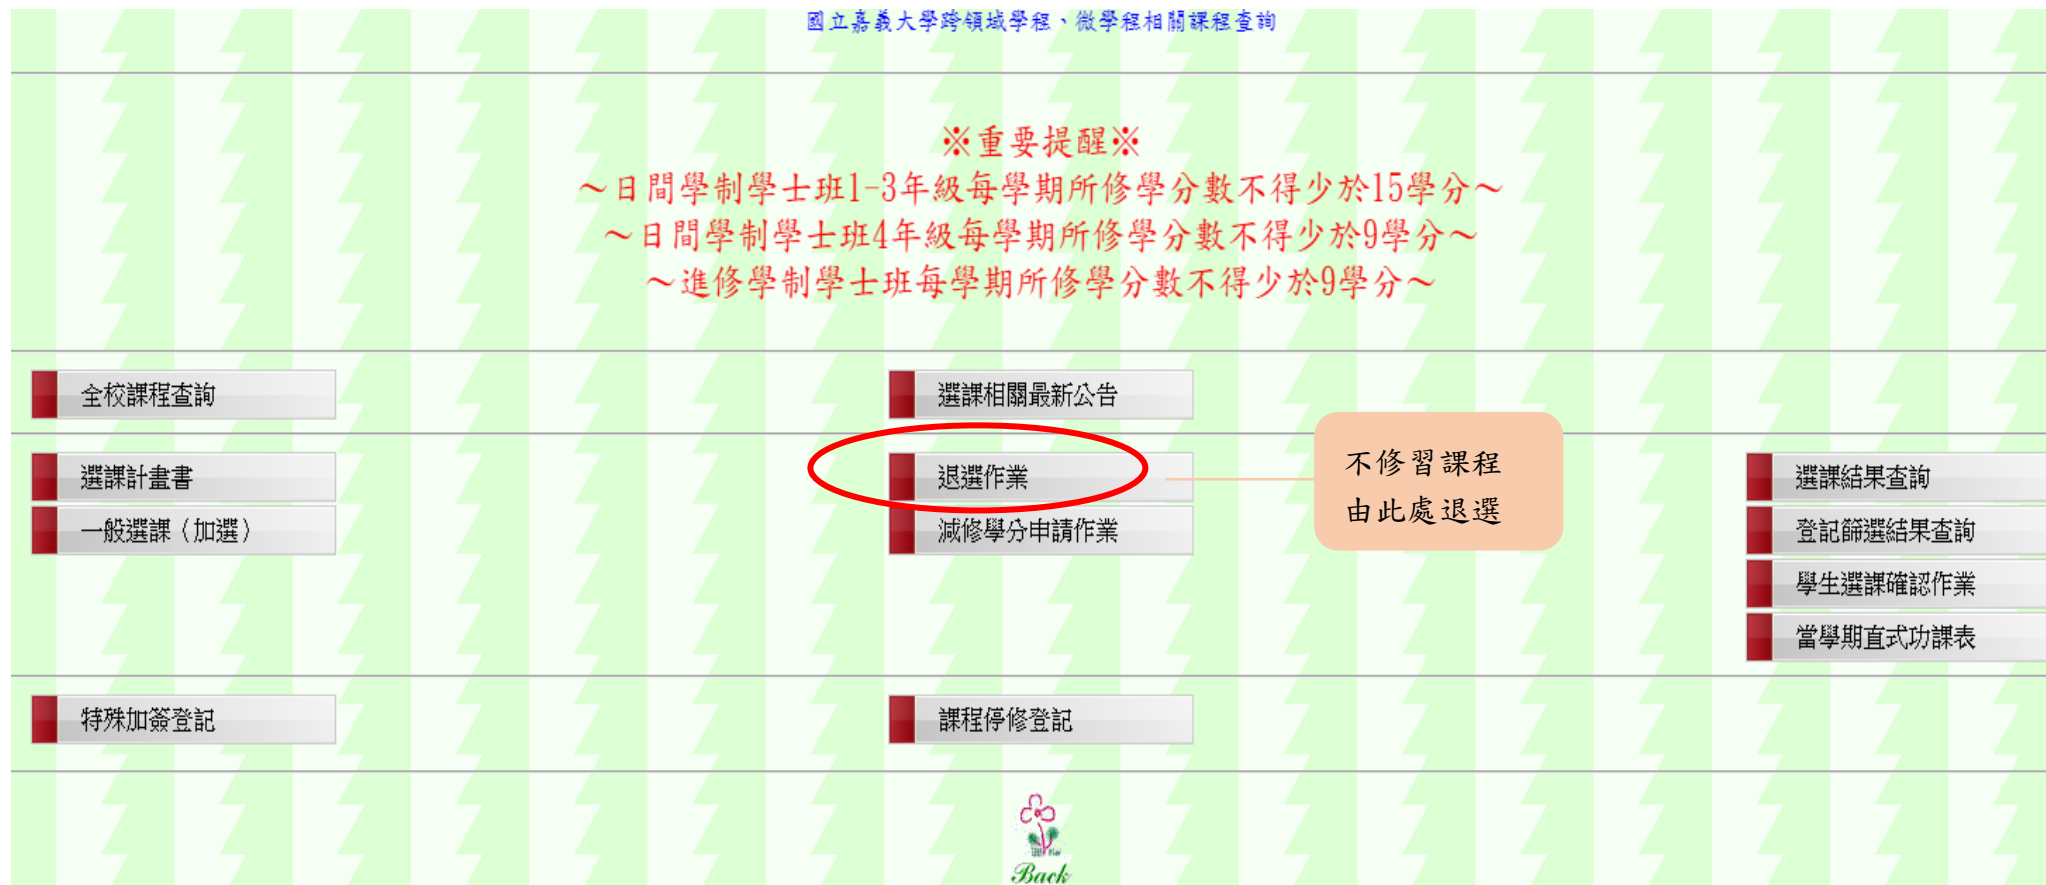 國立嘉義大學跨領域學程、微學程相關課程查詢
※重要提醒※
～日間學制學士班1-3年級每學期所修學分數不得少於15學分～
～日間學制學士班4年級每學期所修學分數不得少於9學分～
～進修學制學士班每學期所修學分數不得少於9學分～
全校課程查詢
選課相關最新公告
選課計畫書
退選作業
不修習課程
由此處退選
選課結果查詢
一般選課（加選）
減修學分申請作業
登記篩選結果查詢
學生選課確認作業
當學期直式功課表
特殊加簽登記
課程停修登記
Back